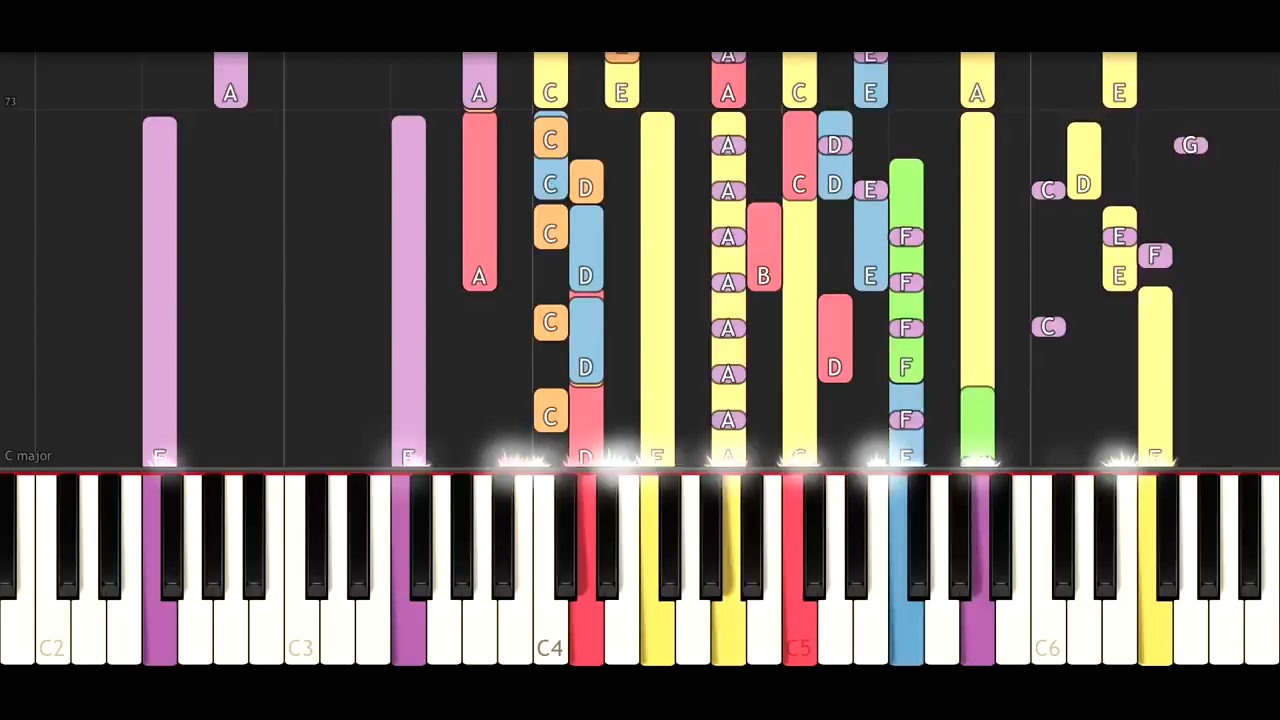 A A C E A A C E E A E
73
C A D G
C D A C D A E C D
C A F E F
D A B A E A F E
C A F C
D A D F
C A F
C major F F D F A C F F
C2 C3 C4 C5 C6